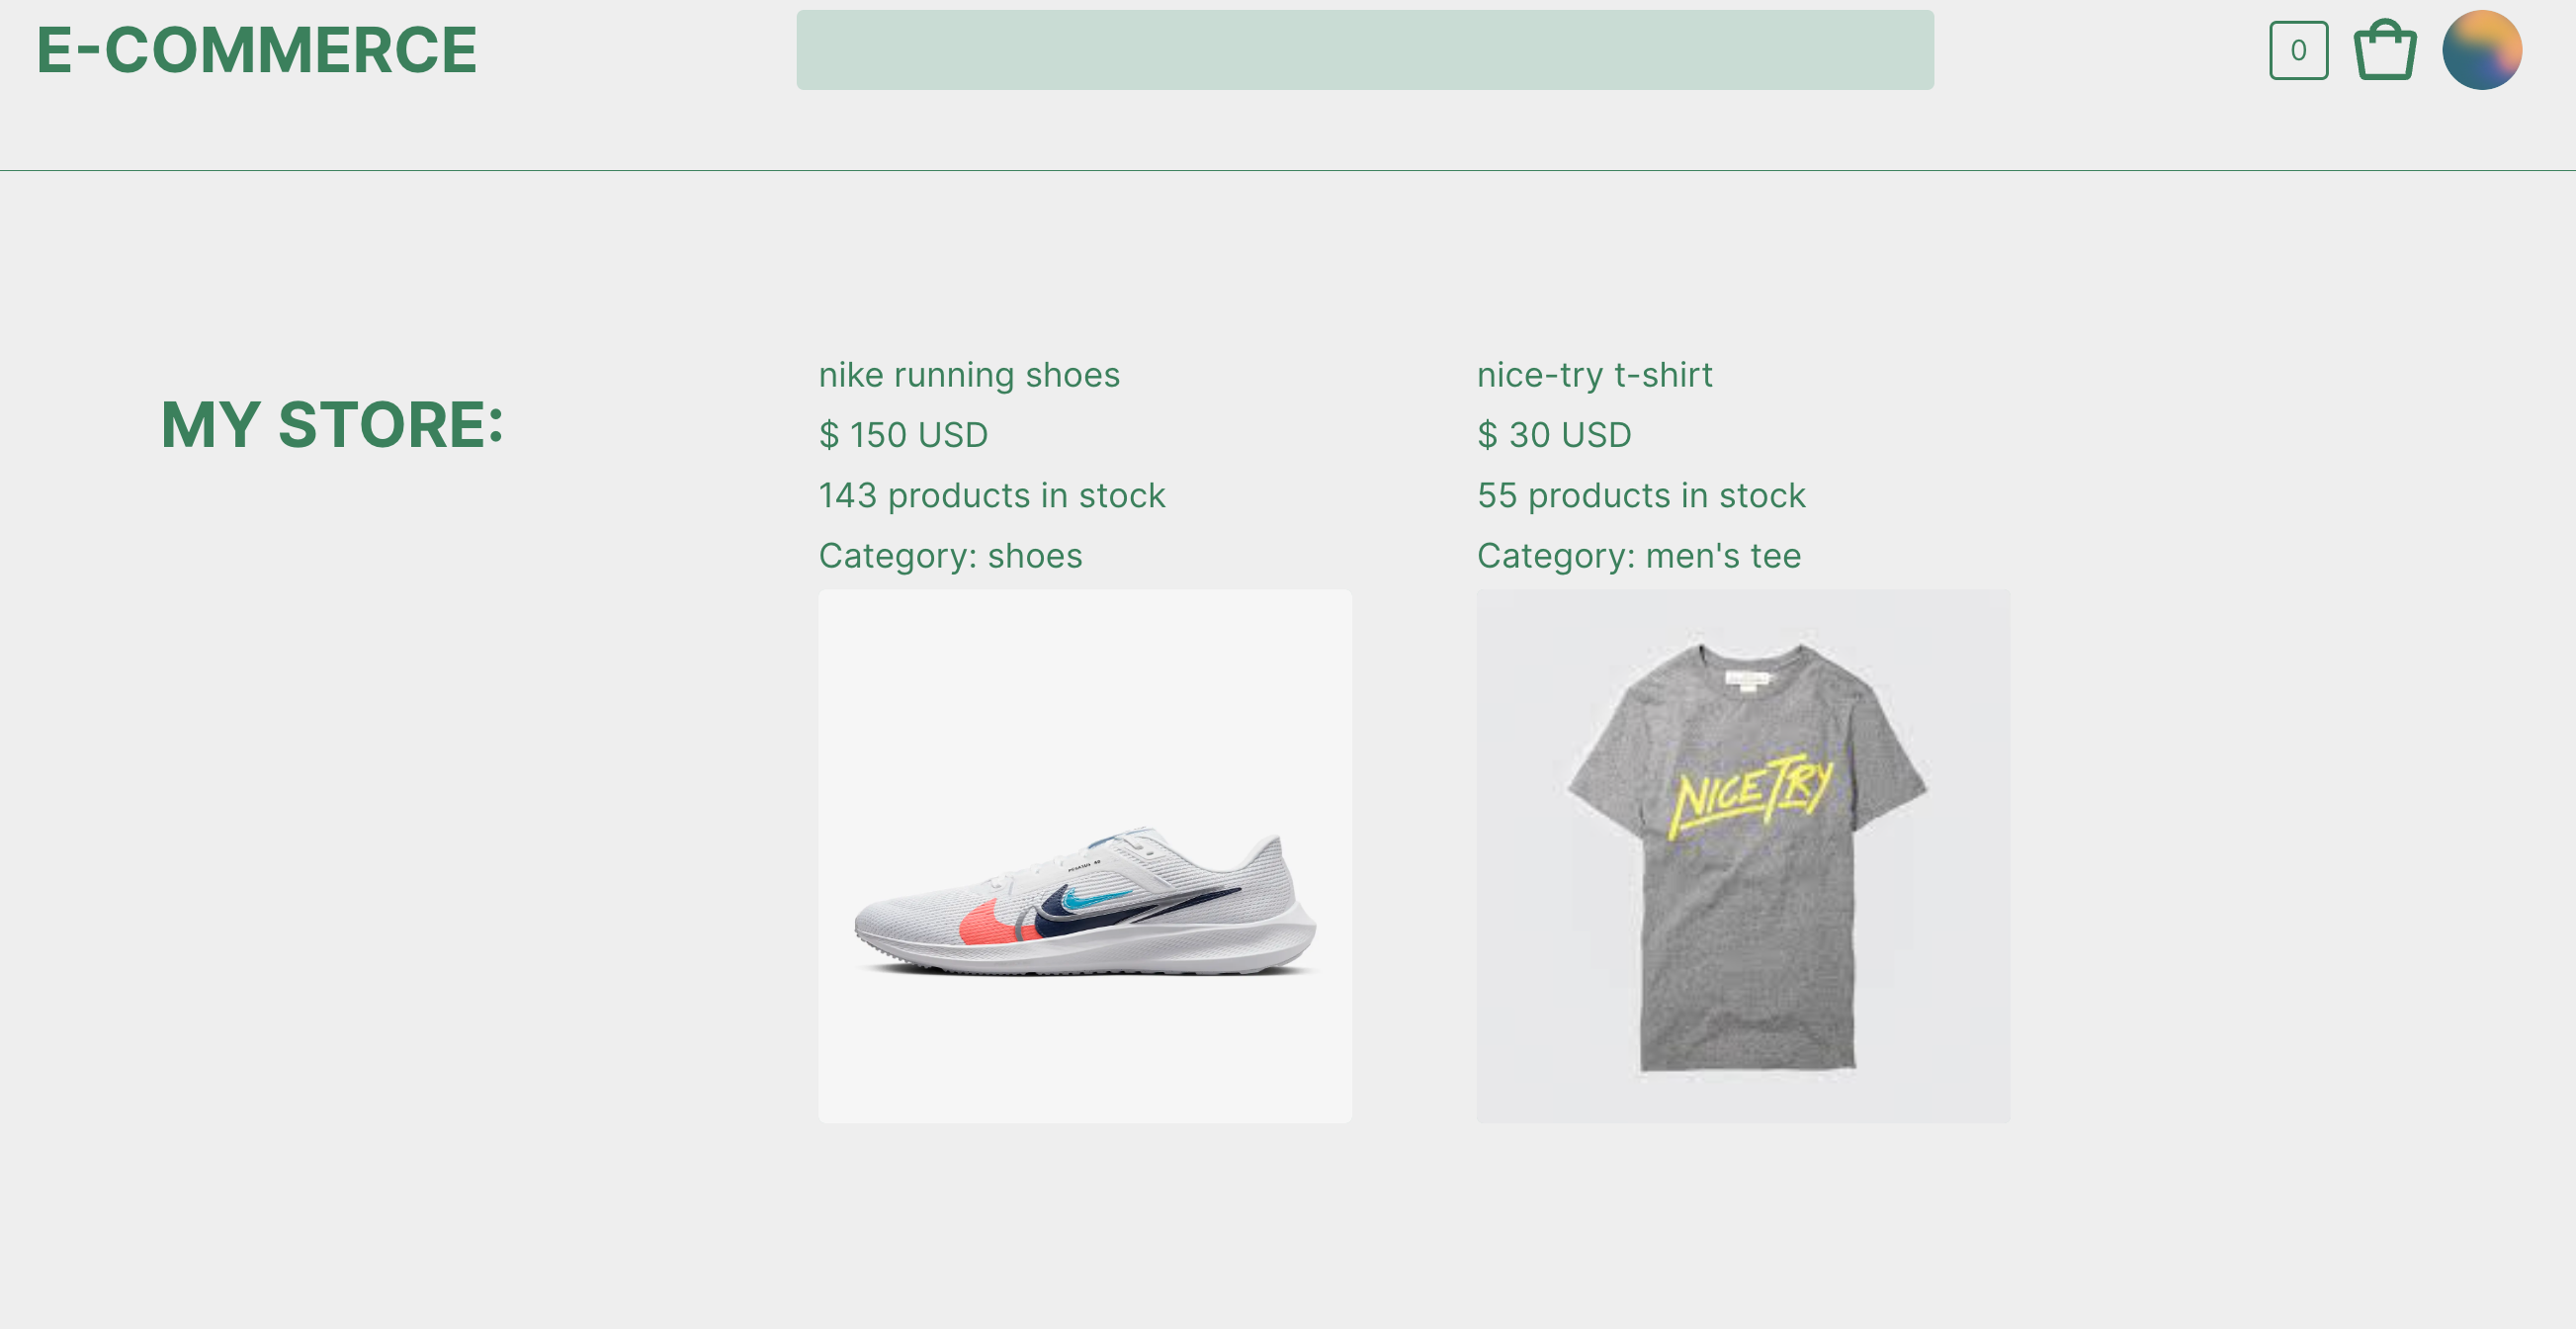 E-COMMERCE
0
MY STORE:
nike running shoes
$ 150 USD
143 products in stock
Category: shoes
nice-try t-shirt
$ 30 USD
55 products in stock
Category: men's tee
NICE TRY